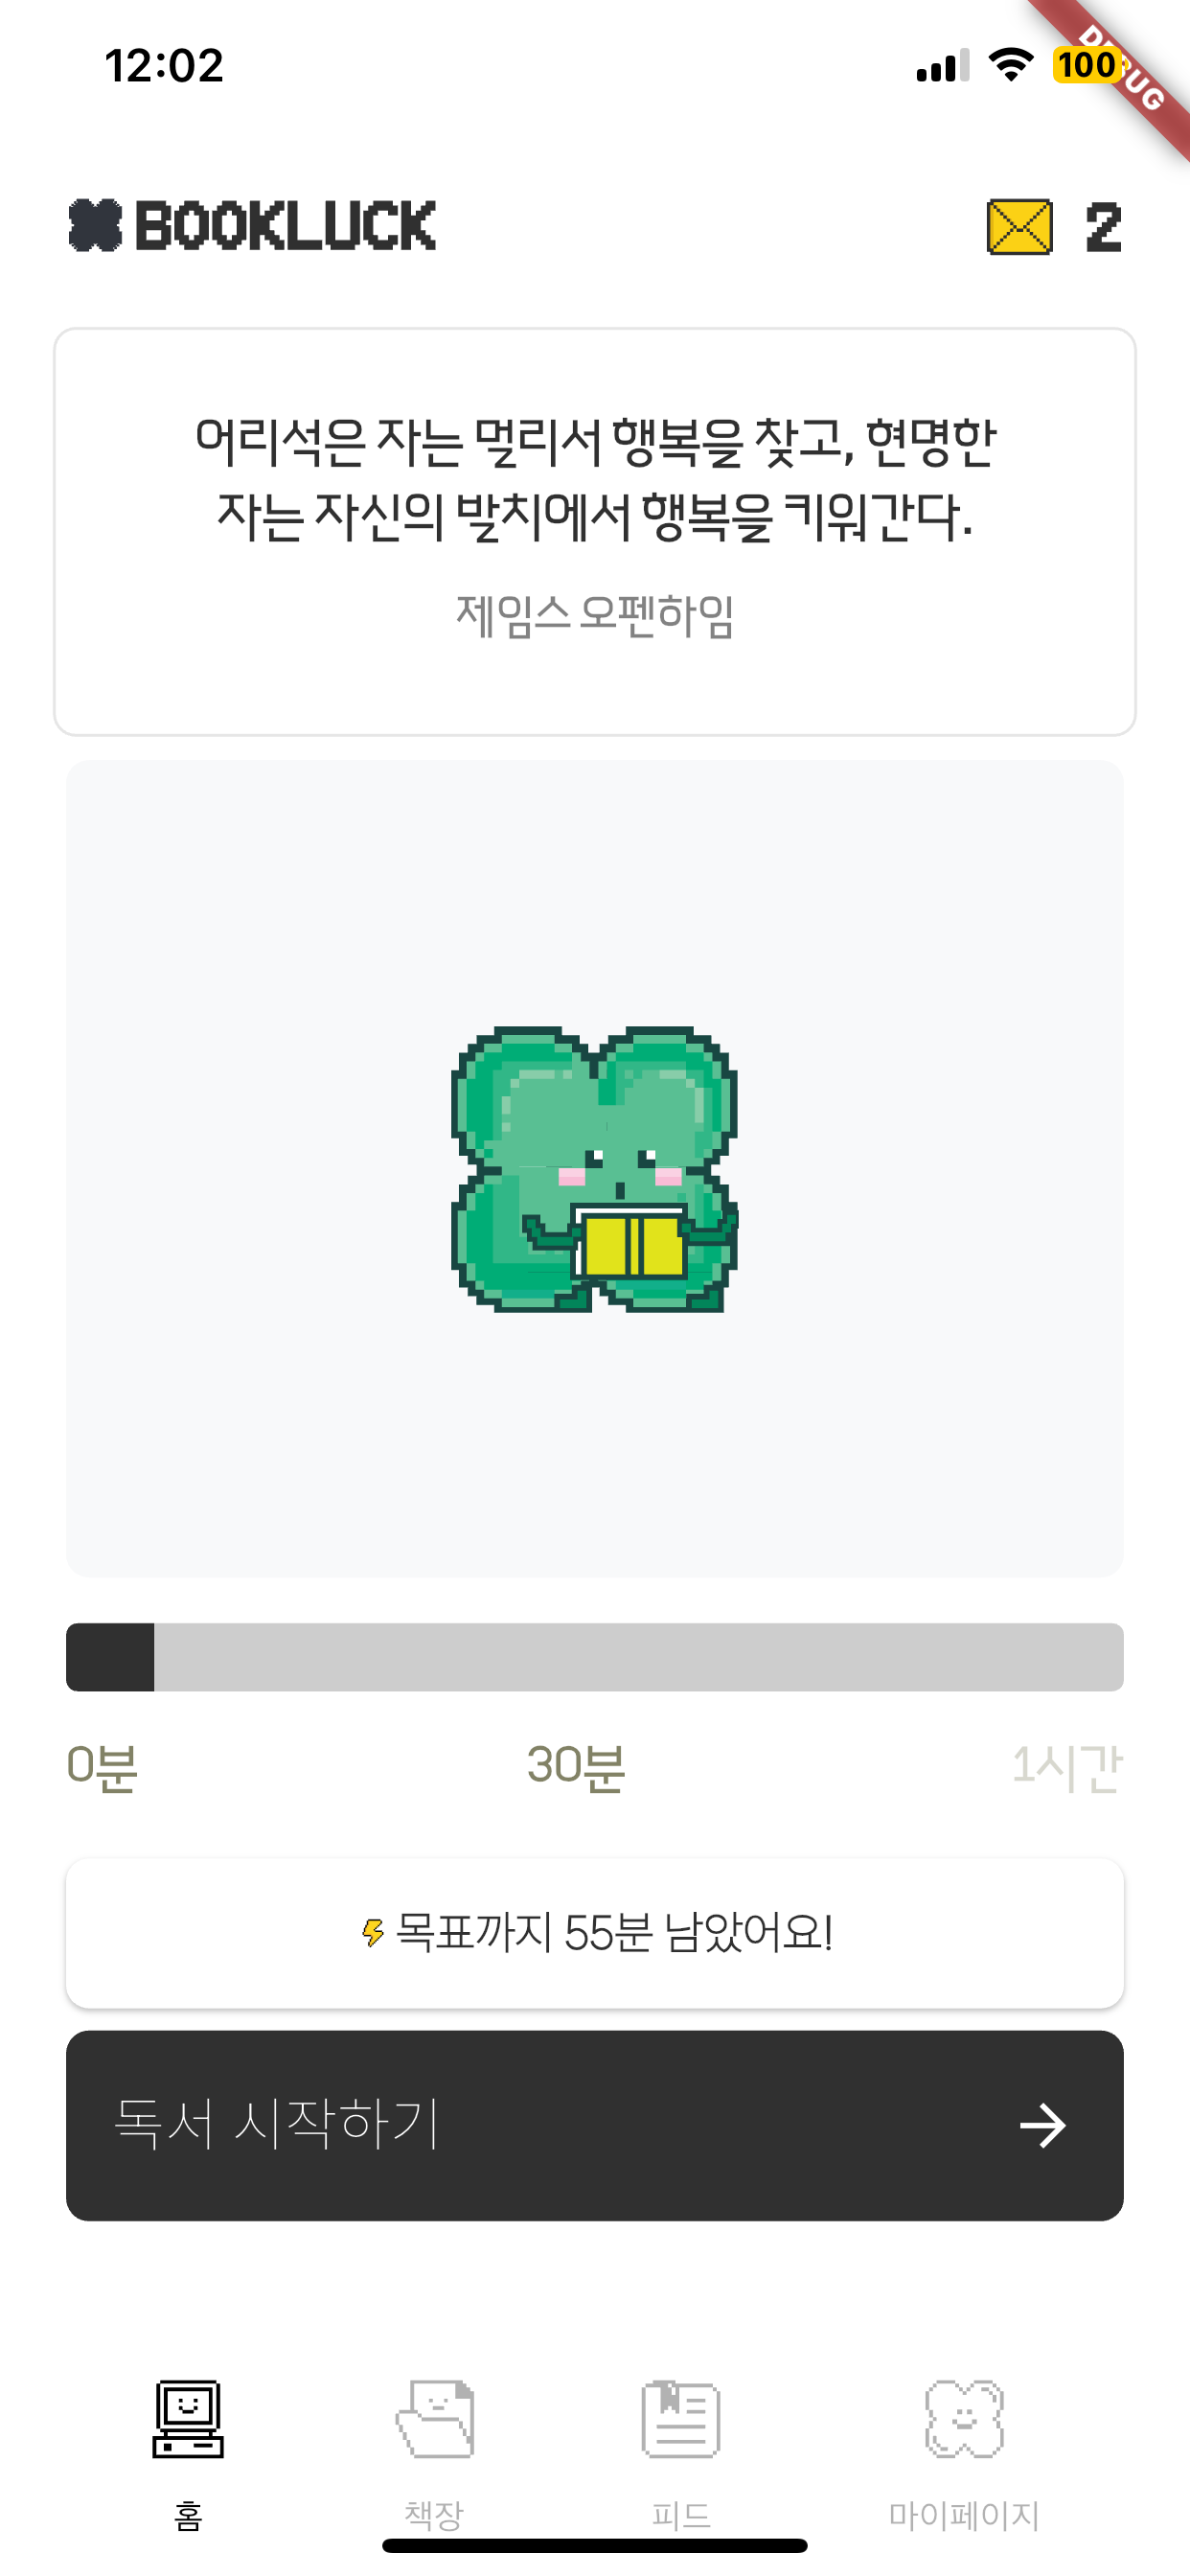 12:02
100
DEBUG
BOOKLUCK
2
어리석은 자는 멀리서 행복을 찾고, 현명한
자는 자신의 발치에서 행복을 키워간다.
제임스 오펜하임
0분
30분
1시간
목표까지 55분 남았어요!
독서 시작하기
홈
책장
피드
마이페이지